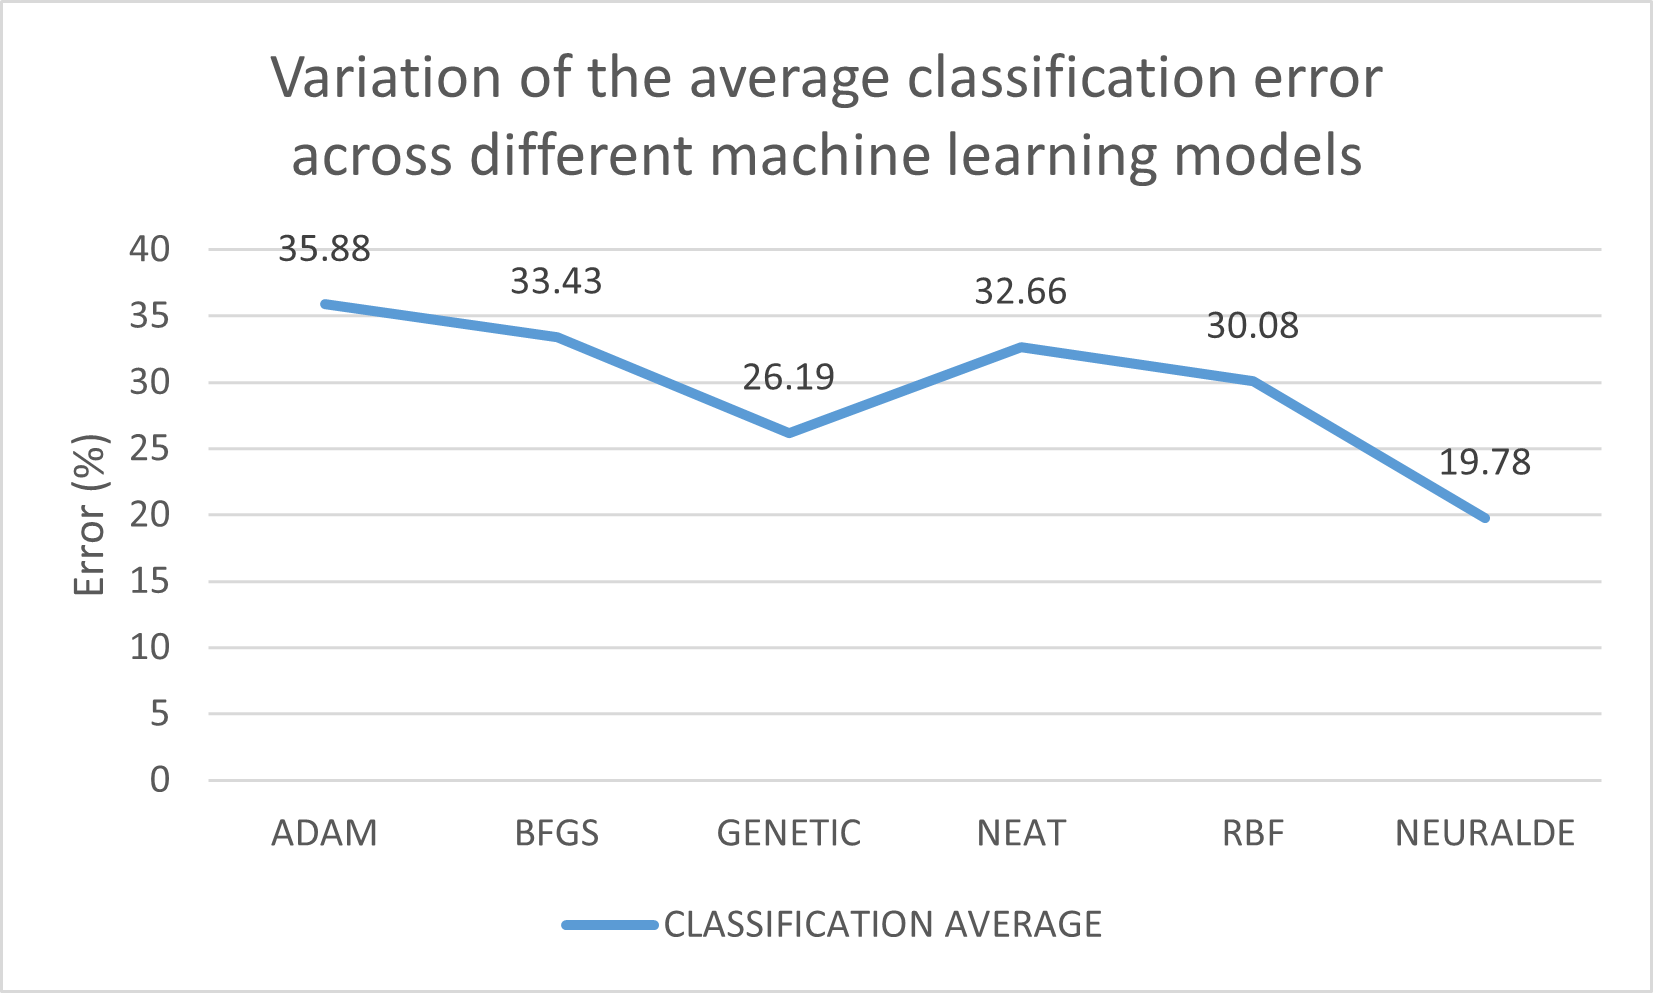 Variation of the average classification error
across different machine learning models
40
35
30
25
20
15
10
5
0
Error (%)
35.88
33.43
26.19
32.66
30.08
19.78
ADAM
BFGS
GENETIC
NEAT
RBF
NEURALDE
CLASSIFICATION AVERAGE